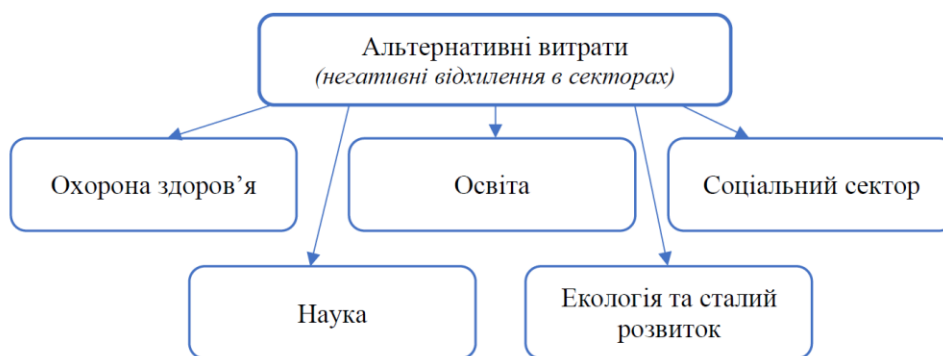 Альтернативні витрати
(негативні відхилення в секторах)
Охорона здоров’я
Освіта
Соціальний сектор
Наука
Екологія та сталий
розвиток